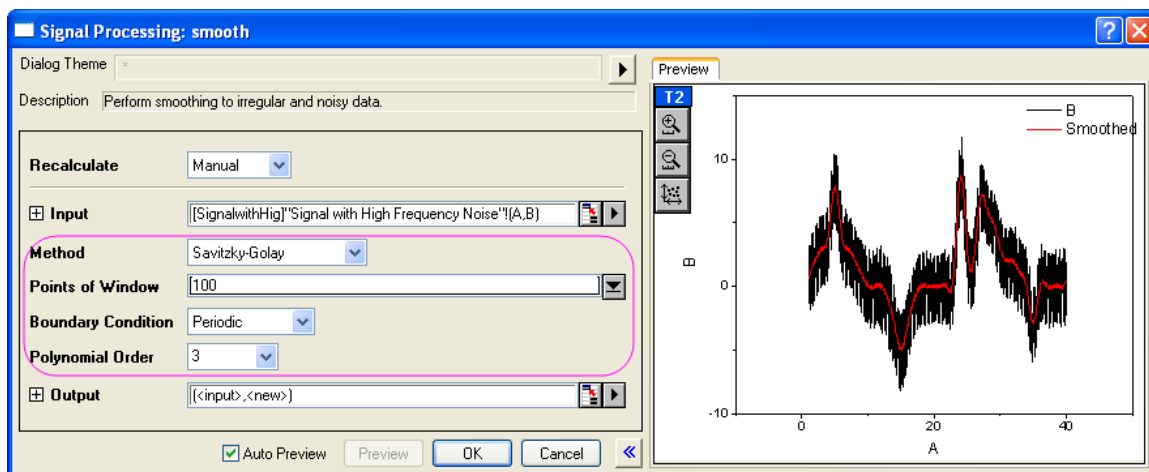 Signal Processing: smooth
Dialog Theme *
Description Perform smoothing to irregular and noisy data.
Recalculate Manual
Input [SignalwithHig]"Signal with High Frequency Noise"!(A,B)
Method Savitzky-Golay
Points of Window 100
Boundary Condition Periodic
Polynomial Order 3
Output (<input>,<new>)
Auto Preview Preview OK Cancel
Preview
T2
B
Smoothed
10
0
-10
B
0 20 40
A